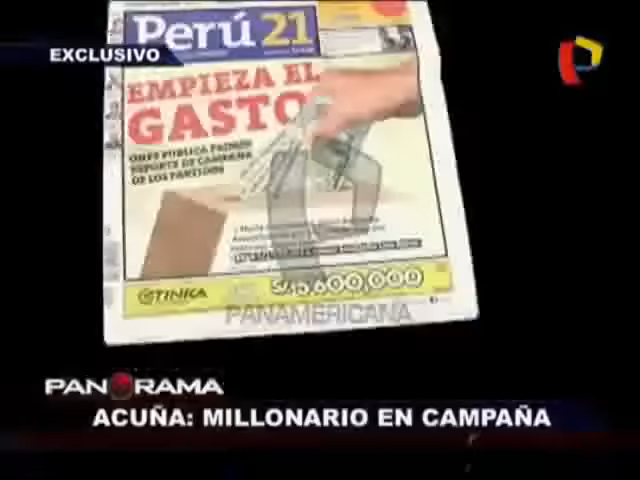 EXCLUSIVO
Perú 21
EMPIEZA EL
GASTO
ONPE PUBLICA PRIMER
REPORTE DE CAMPAÑA
DE LOS PARTIDOS
TINKA
S/.5,600,000
PANAMERICANA
PANORAMA
ACUÑA: MILLONARIO EN CAMPAÑA